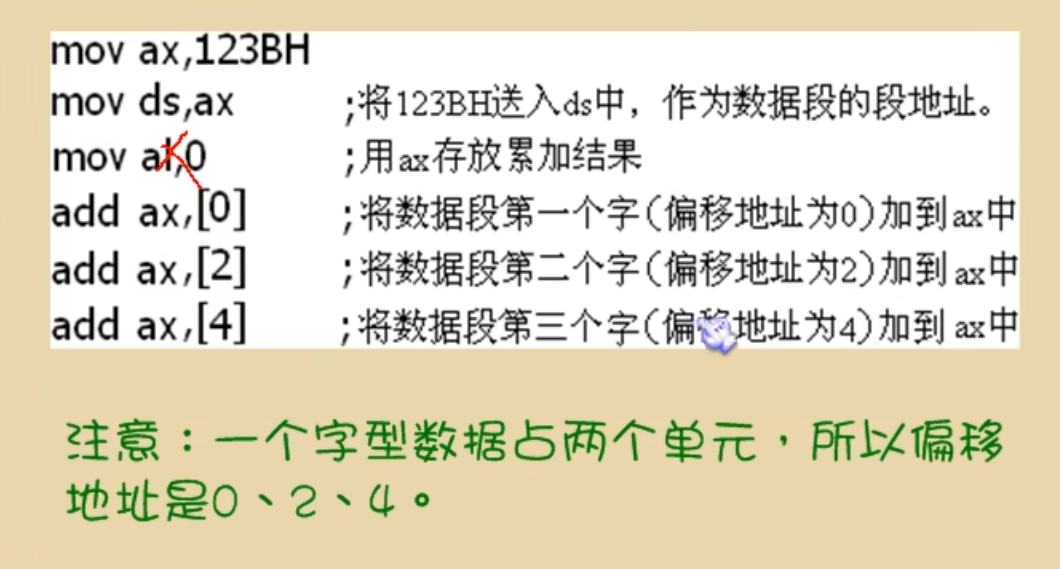 mov ax,123BH
mov ds,ax ;将123BH送入ds中，作为数据段的段地址。
mov al,0 ;用ax存放累加结果
add ax,[0] ;将数据段第一个字(偏移地址为0)加到ax中
add ax,[2] ;将数据段第二个字(偏移地址为2)加到ax中
add ax,[4] ;将数据段第三个字(偏移地址为4)加到ax中
注意：一个字型数据占两个单元，所以偏移
地址是0、2、4。